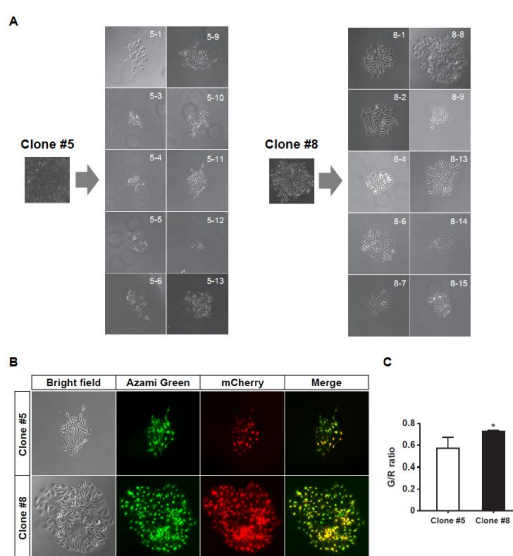 A
5-1 5-9 8-1 8-8
5-3 5-10 8-2 8-9
Clone #5 Clone #8
5-4 5-11 8-4 8-13
5-5 5-12 8-6 8-14
5-6 5-13 8-7 8-15
B
Bright field Azami Green mCherry Merge
Clone #5
Clone #8
C
G/R ratio
0.8
0.6
0.4
0.2
0
*
Clone #5 Clone #8